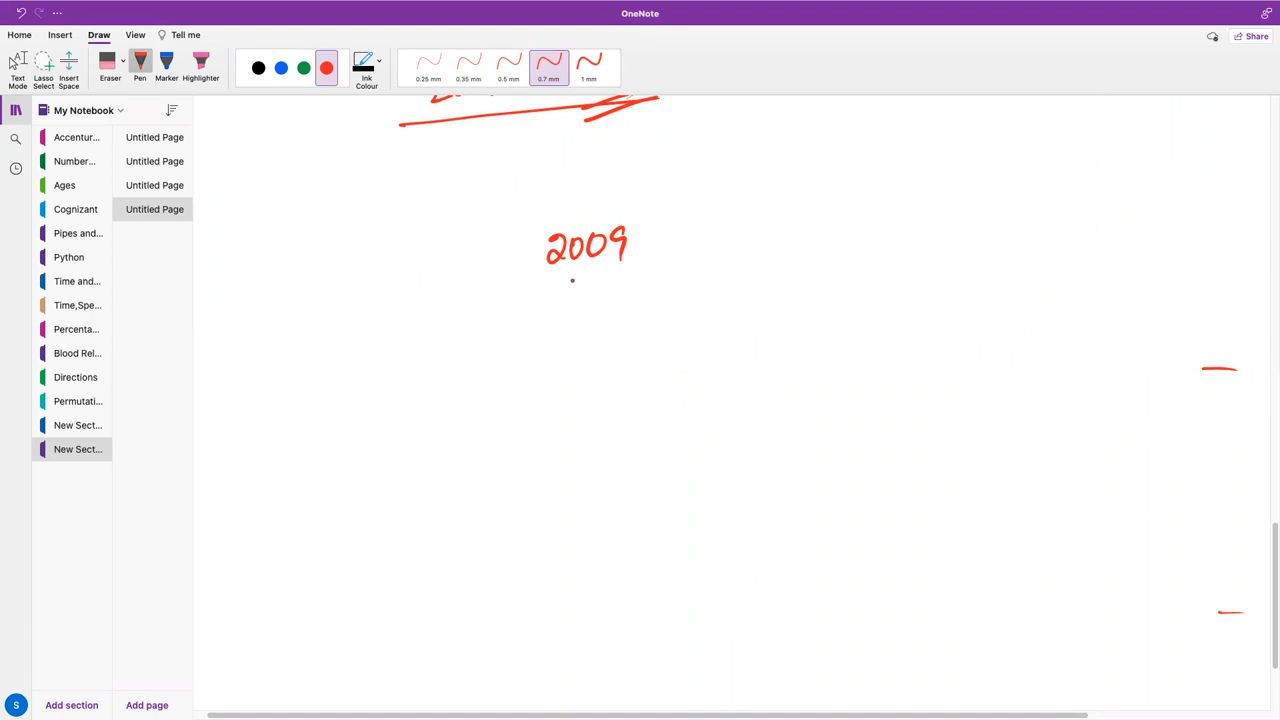 OneNote
Home Insert Draw View Tell me
Share
Text Mode
Lasso Select
Insert Space
Eraser
Pen
Marker
Highlighter
Ink Colour
0.25 mm 0.35 mm 0.5 mm 0.7 mm 1 mm
My Notebook
Accentur... Untitled Page
Number... Untitled Page
Ages Untitled Page
Cognizant Untitled Page
Pipes and...
Python
Time and...
Time,Spe...
Percenta...
Blood Rel...
Directions
Permutati...
New Sect...
New Sect...
2009
S
Add section Add page